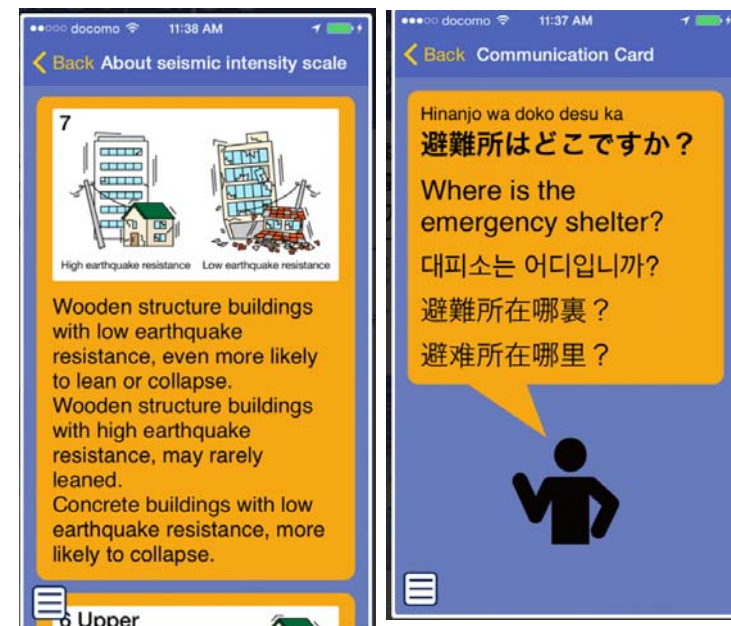 docomo 11:38 AM
Back About seismic intensity scale
7
High earthquake resistance Low earthquake resistance
Wooden structure buildings
with low earthquake
resistance, even more likely
to lean or collapse.
Wooden structure buildings
with high earthquake
resistance, may rarely
leaned.
Concrete buildings with low
earthquake resistance, more
likely to collapse.
6 Upper
docomo 11:37 AM
Back Communication Card
Hinanjo wa doko desu ka
避難所はどこですか？
Where is the
emergency shelter?
대피소는 어디입니까?
避難所在哪裏？
避难所在哪里？